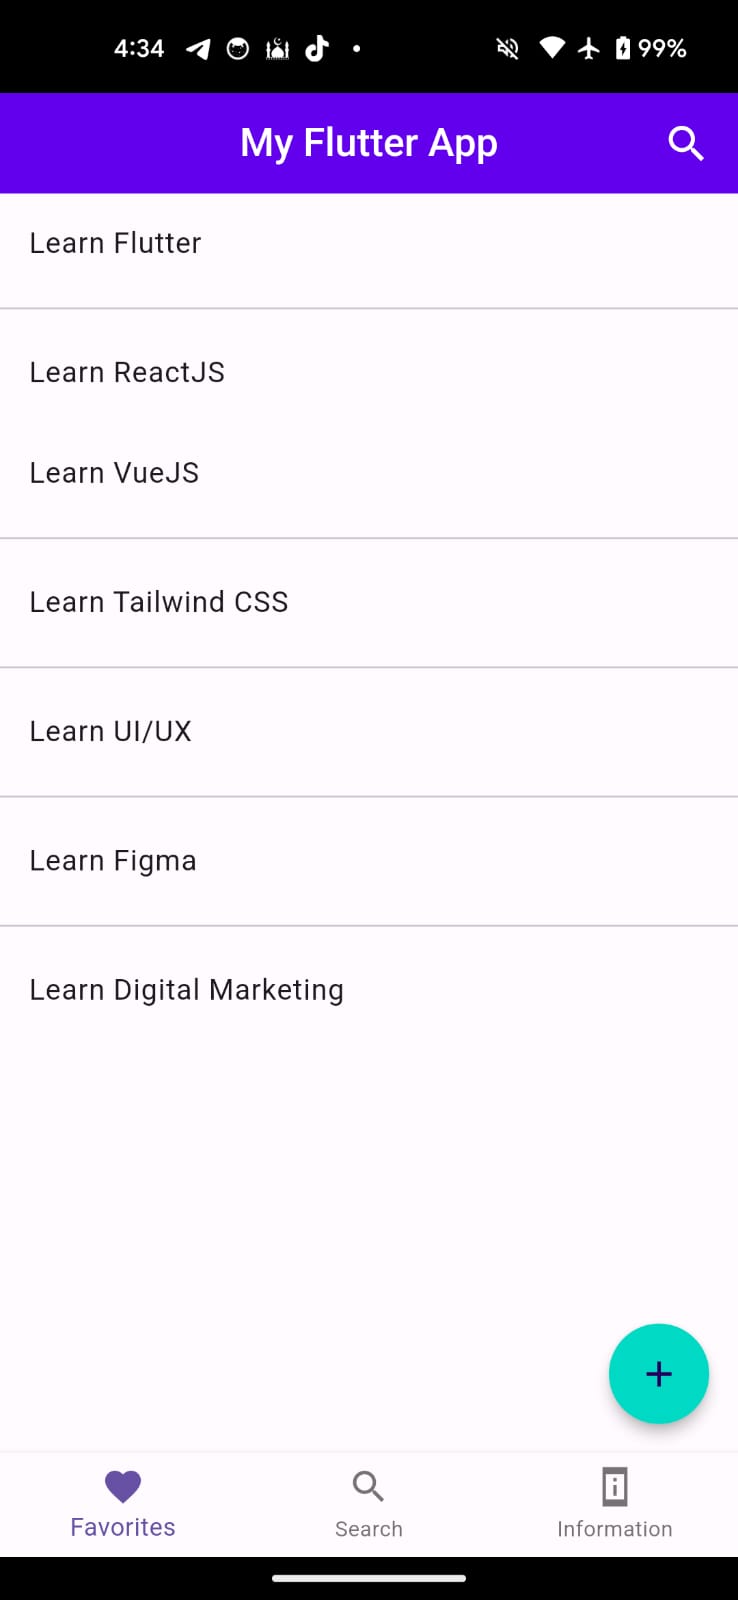 4:34
99%
My Flutter App
Learn Flutter
Learn ReactJS
Learn VueJS
Learn Tailwind CSS
Learn UI/UX
Learn Figma
Learn Digital Marketing
Favorites
Search
Information